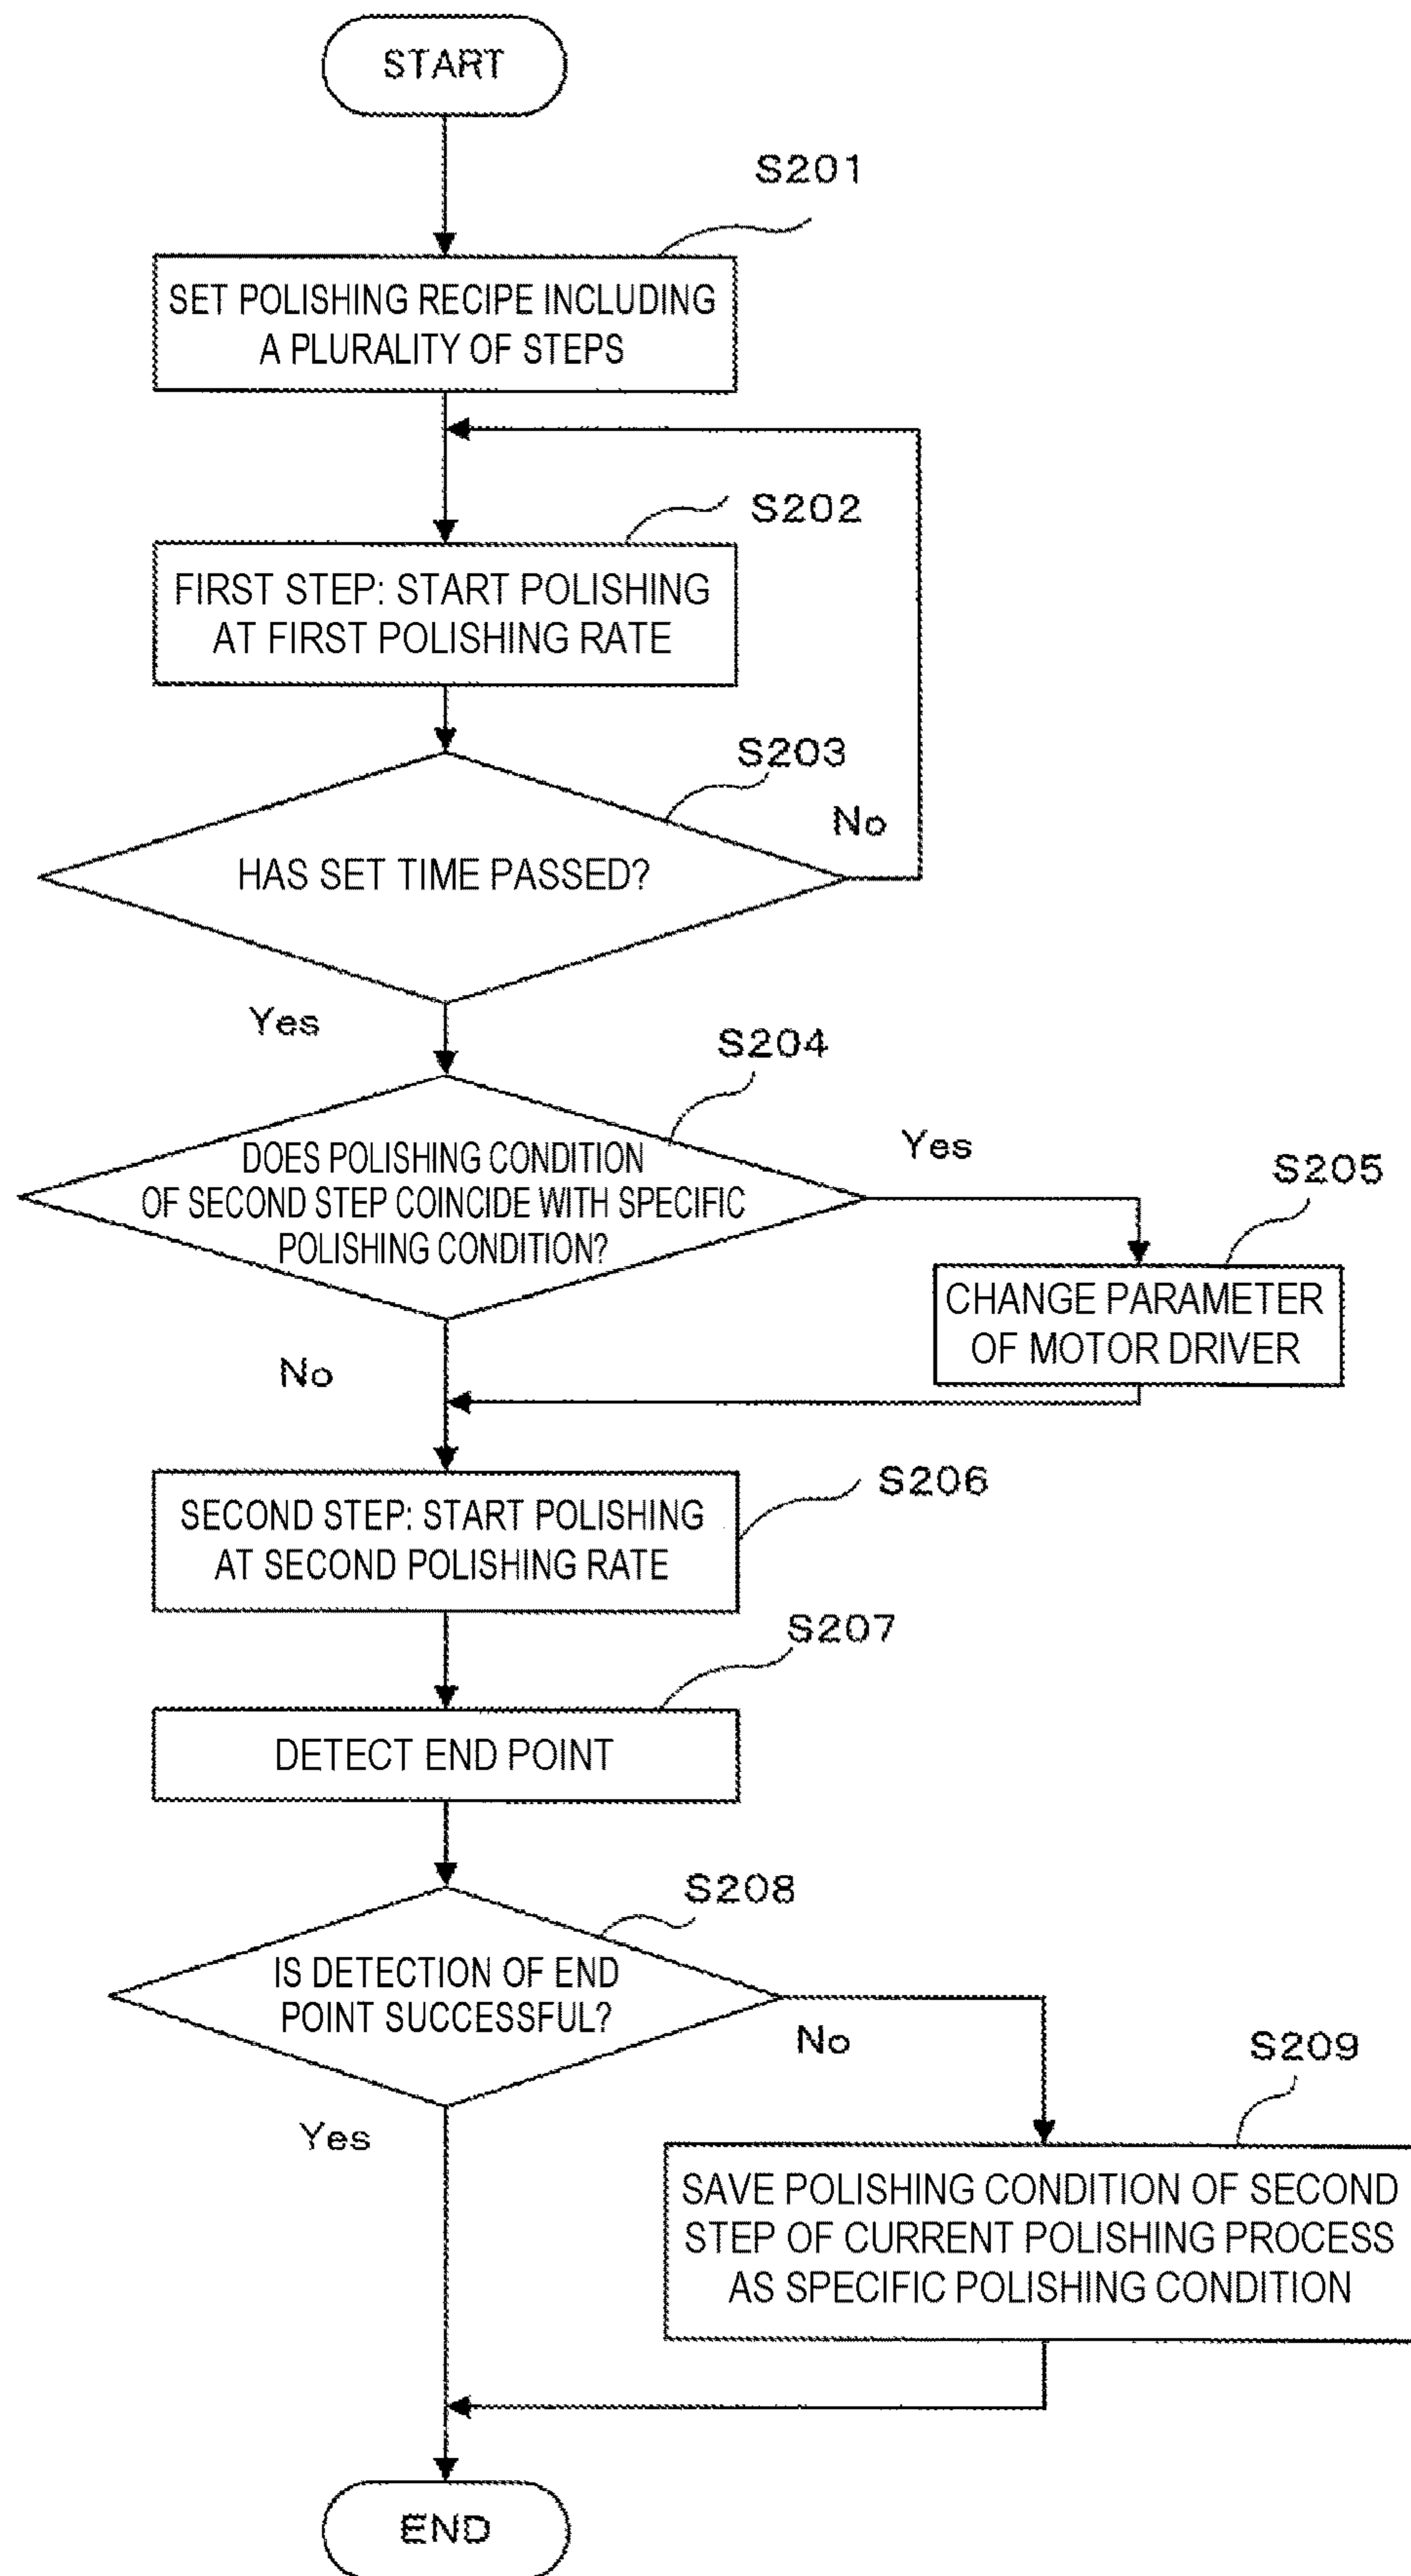 START
S201
SET POLISHING RECIPE INCLUDING
A PLURALITY OF STEPS
S202
FIRST STEP: START POLISHING
AT FIRST POLISHING RATE
S203
No
HAS SET TIME PASSED?
Yes
S204
DOES POLISHING CONDITION
OF SECOND STEP COINCIDE WITH SPECIFIC
POLISHING CONDITION?
Yes
S205
CHANGE PARAMETER
OF MOTOR DRIVER
No
S206
SECOND STEP: START POLISHING
AT SECOND POLISHING RATE
S207
DETECT END POINT
S208
IS DETECTION OF END
POINT SUCCESSFUL?
No
S209
Yes
SAVE POLISHING CONDITION OF SECOND
STEP OF CURRENT POLISHING PROCESS
AS SPECIFIC POLISHING CONDITION
END